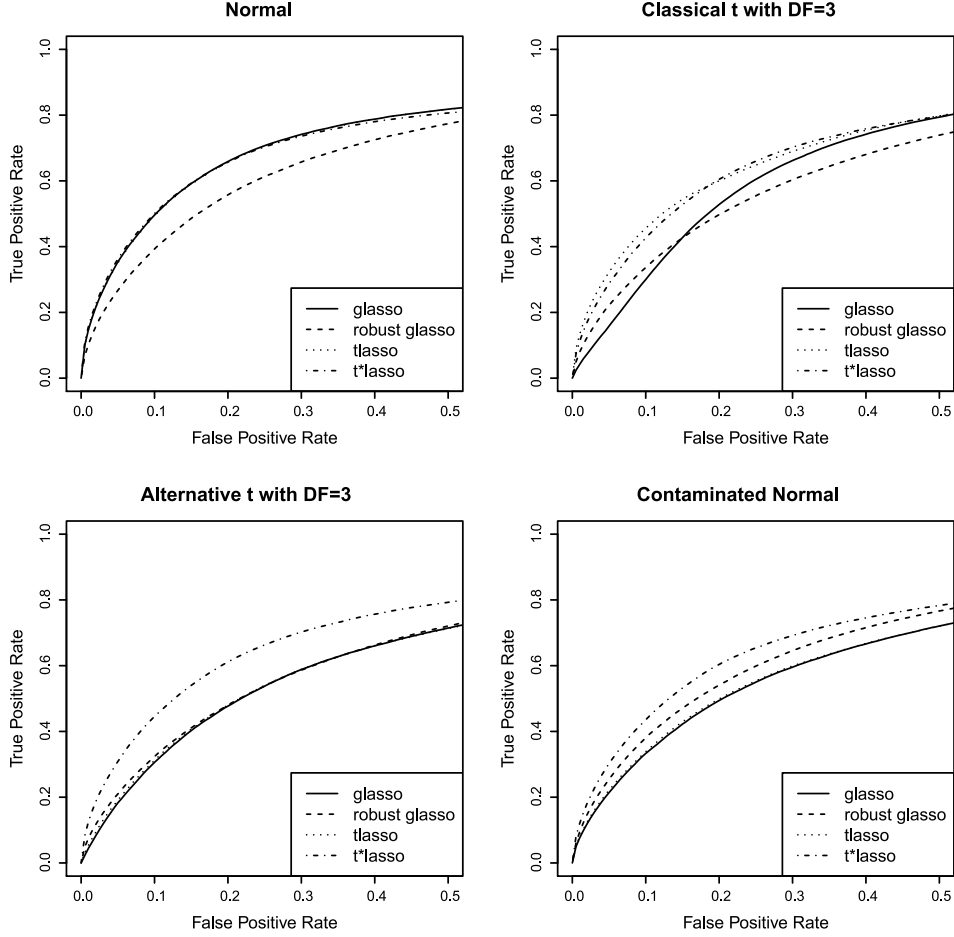 Normal
True Positive Rate
1.0
0.8
0.6
0.4
0.2
0.0
glasso
robust glasso
tlasso
t*lasso
0.0 0.1 0.2 0.3 0.4 0.5
False Positive Rate
Classical t with DF=3
True Positive Rate
1.0
0.8
0.6
0.4
0.2
0.0
glasso
robust glasso
tlasso
t*lasso
0.0 0.1 0.2 0.3 0.4 0.5
False Positive Rate
Alternative t with DF=3
True Positive Rate
1.0
0.8
0.6
0.4
0.2
0.0
glasso
robust glasso
tlasso
t*lasso
0.0 0.1 0.2 0.3 0.4 0.5
False Positive Rate
Contaminated Normal
True Positive Rate
1.0
0.8
0.6
0.4
0.2
0.0
glasso
robust glasso
tlasso
t*lasso
0.0 0.1 0.2 0.3 0.4 0.5
False Positive Rate